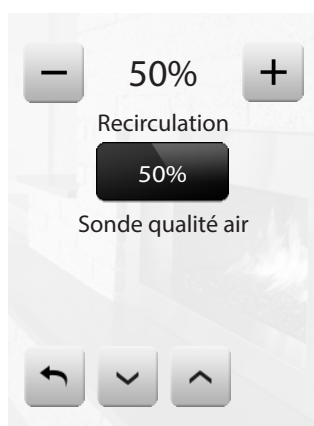 − 50% +
Recirculation
50%
Sonde qualité air